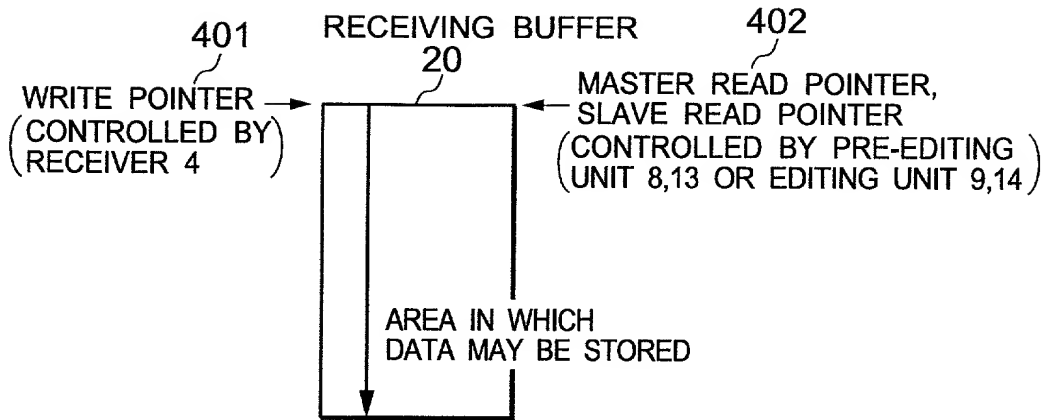 401
RECEIVING BUFFER
20
402
WRITE POINTER
(CONTROLLED BY
RECEIVER 4)
MASTER READ POINTER,
SLAVE READ POINTER
(CONTROLLED BY PRE-EDITING
UNIT 8,13 OR EDITING UNIT 9,14)
AREA IN WHICH
DATA MAY BE STORED